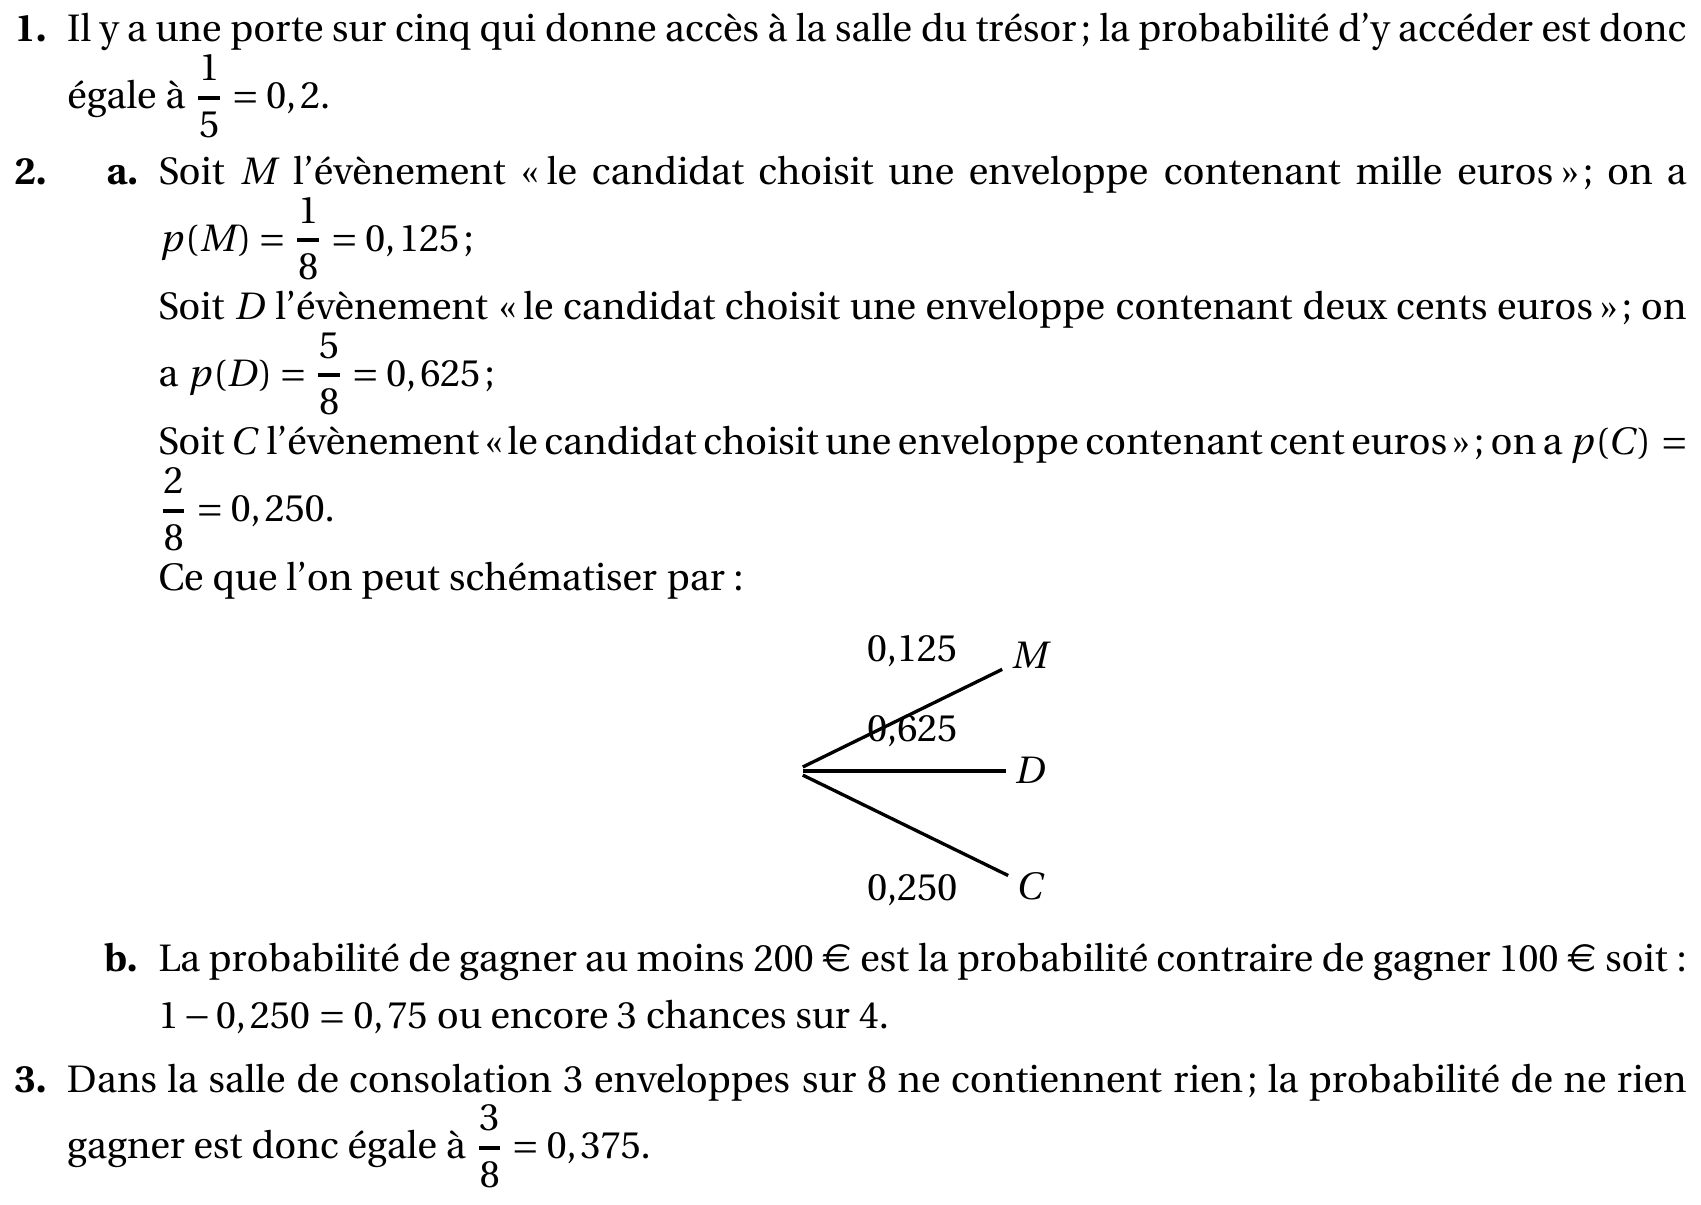 1. Il y a une porte sur cinq qui donne accès à la salle du trésor ; la probabilité d'y accéder est donc
égale à 1/5 = 0,2.
2. a. Soit M l'évènement « le candidat choisit une enveloppe contenant mille euros » ; on a
p(M) = 1/8 = 0,125 ;
Soit D l'évènement « le candidat choisit une enveloppe contenant deux cents euros » ; on
a p(D) = 5/8 = 0,625 ;
Soit C l'évènement « le candidat choisit une enveloppe contenant cent euros » ; on a p(C) =
2/8 = 0,250.
Ce que l'on peut schématiser par :
0,125 M
0,625
D
0,250 C
b. La probabilité de gagner au moins 200 € est la probabilité contraire de gagner 100 € soit :
1 − 0,250 = 0,75 ou encore 3 chances sur 4.
3. Dans la salle de consolation 3 enveloppes sur 8 ne contiennent rien ; la probabilité de ne rien
gagner est donc égale à 3/8 = 0,375.